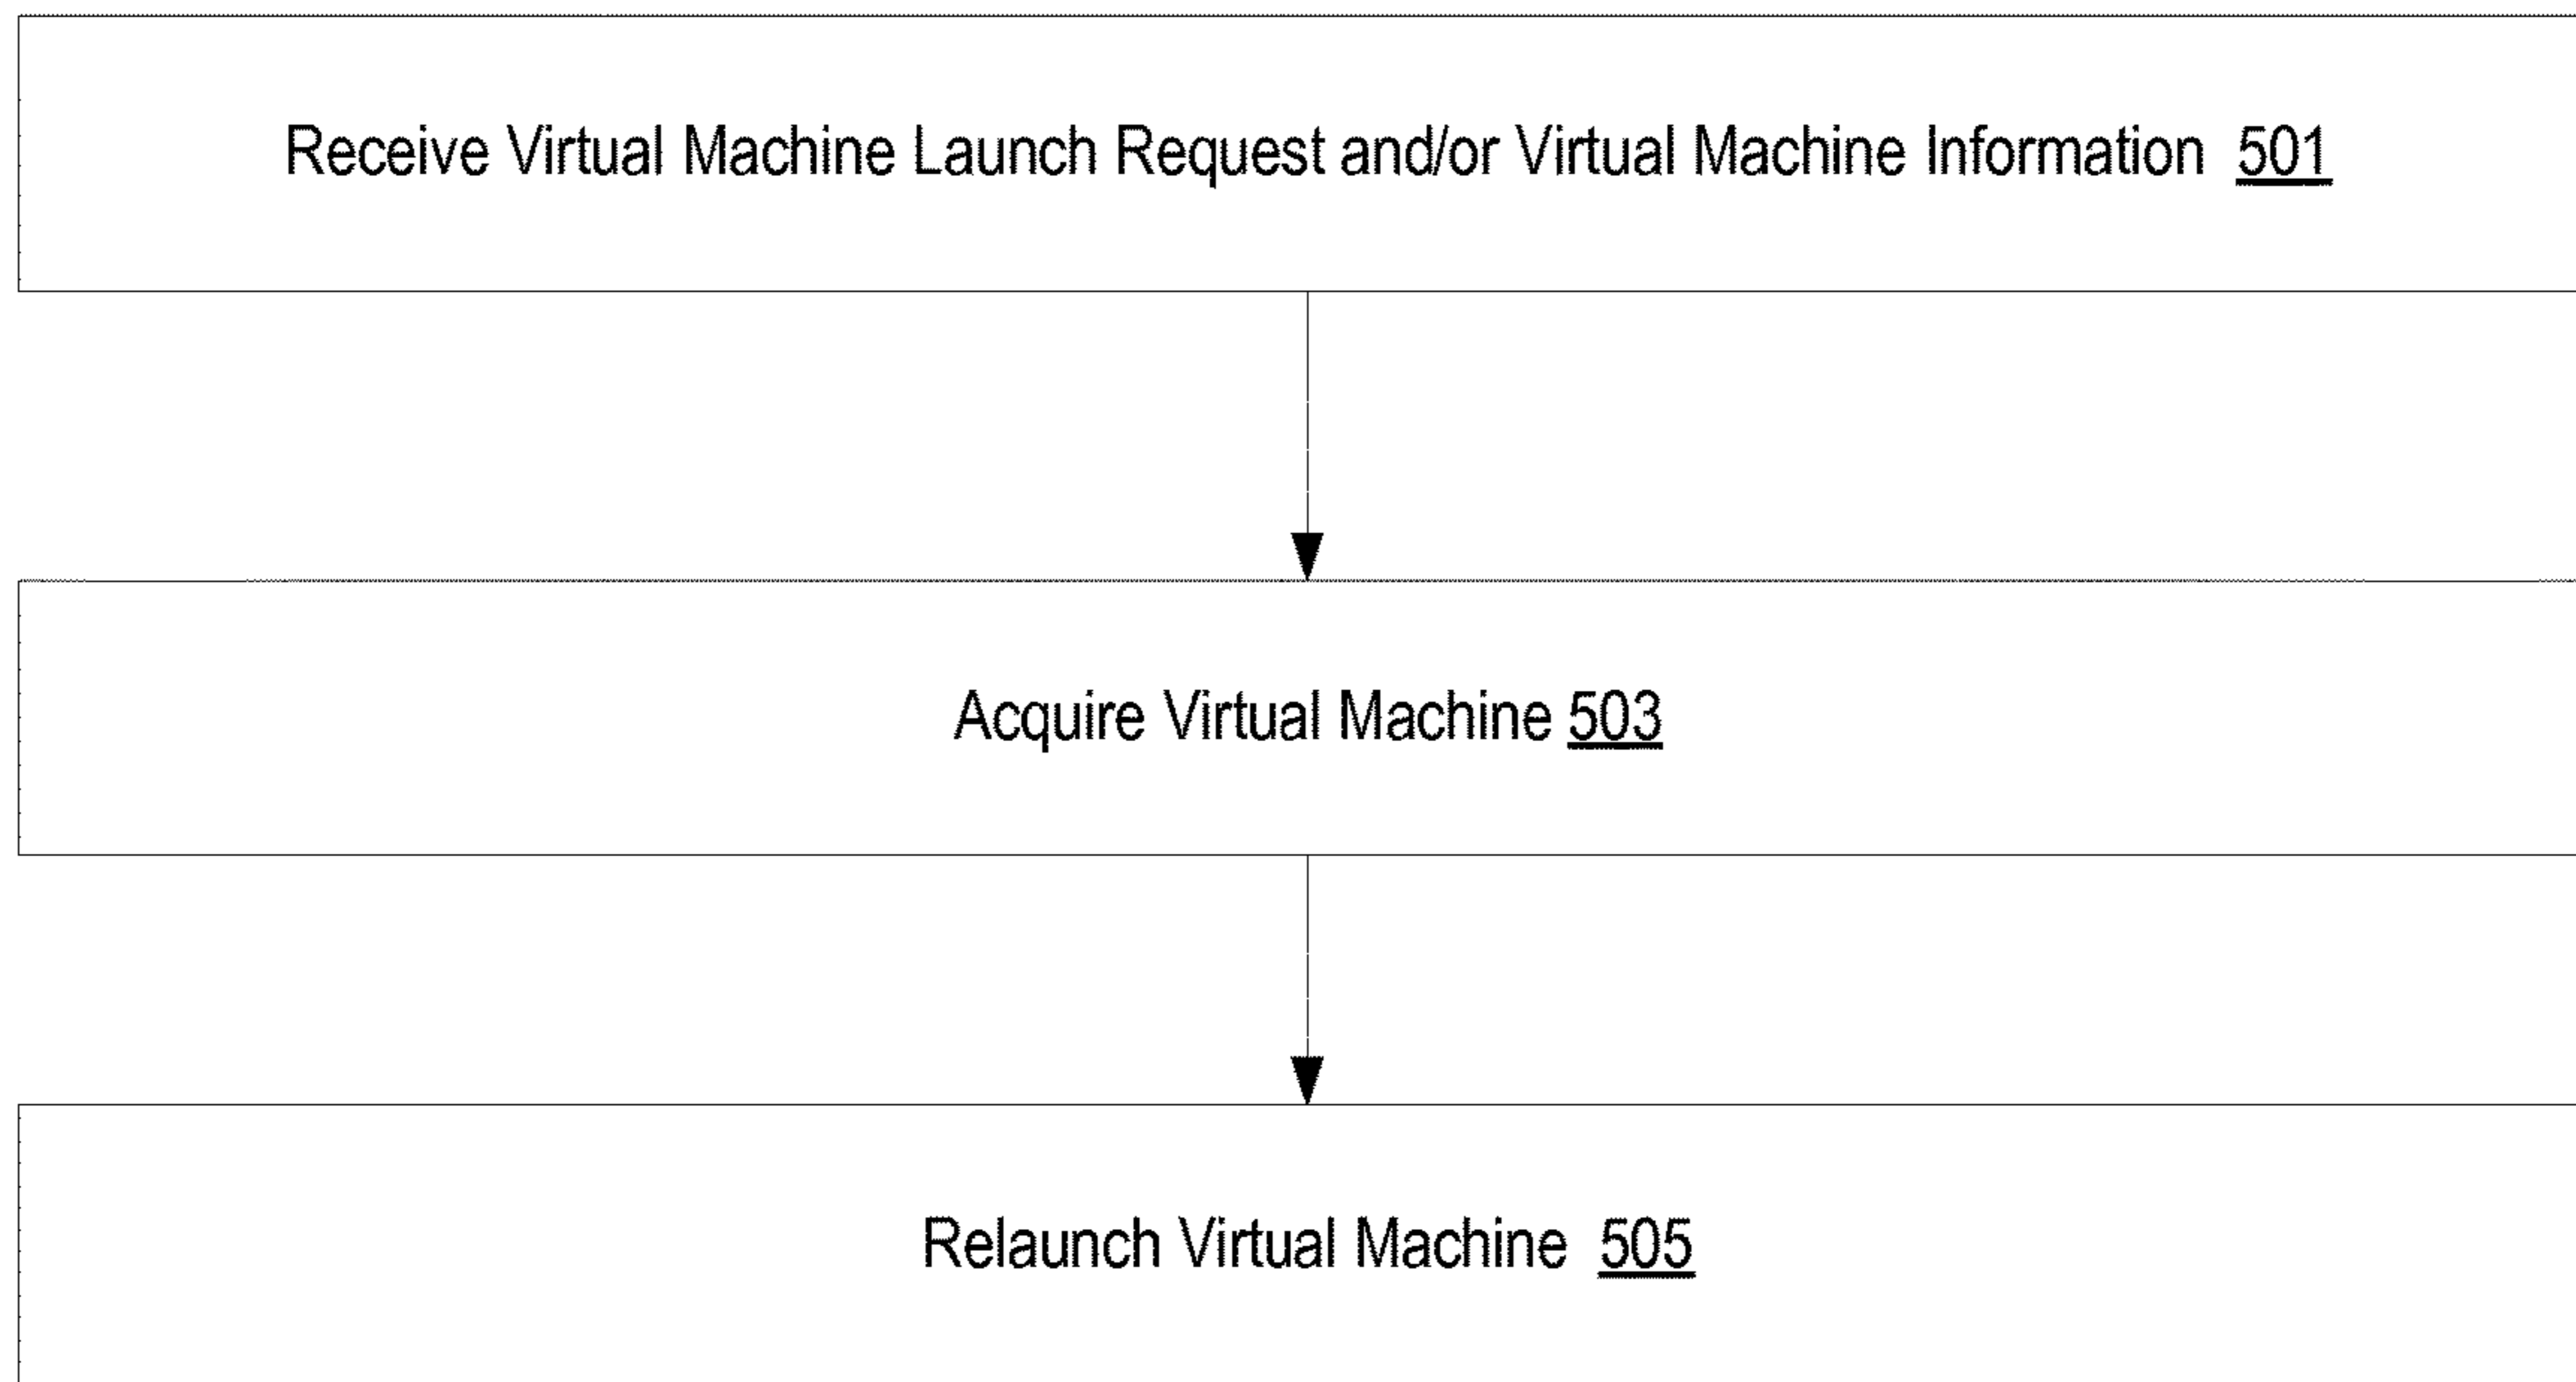 Receive Virtual Machine Launch Request and/or Virtual Machine Information 501
Acquire Virtual Machine 503
Relaunch Virtual Machine 505